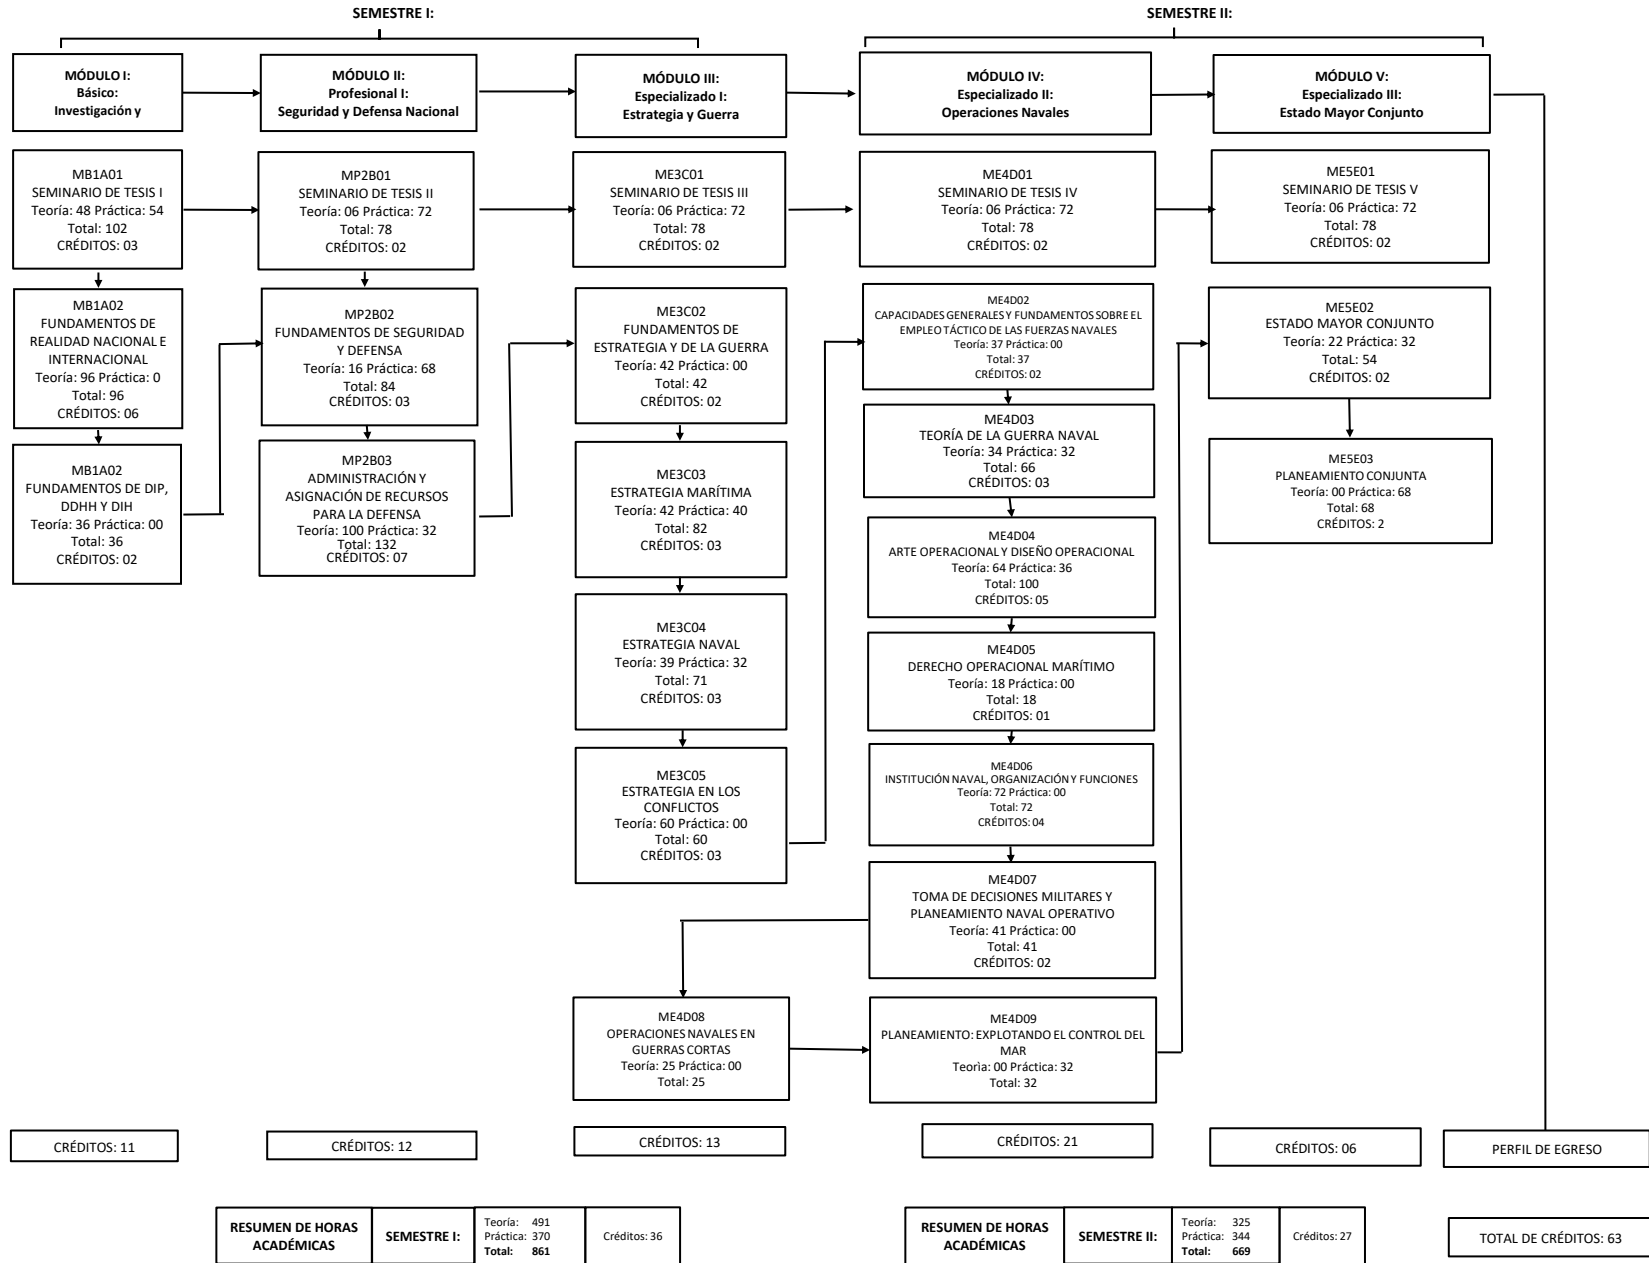 SEMESTRE I:
SEMESTRE II:
MÓDULO I:
Básico:
Investigación y
MÓDULO II:
Profesional I:
Seguridad y Defensa Nacional
MÓDULO III:
Especializado I:
Estrategia y Guerra
MÓDULO IV:
Especializado II:
Operaciones Navales
MÓDULO V:
Especializado III:
Estado Mayor Conjunto
MB1A01
SEMINARIO DE TESIS I
Teoría: 48 Práctica: 54
Total: 102
CRÉDITOS: 03
MP2B01
SEMINARIO DE TESIS II
Teoría: 06 Práctica: 72
Total: 78
CRÉDITOS: 02
ME3C01
SEMINARIO DE TESIS III
Teoría: 06 Práctica: 72
Total: 78
CRÉDITOS: 02
ME4D01
SEMINARIO DE TESIS IV
Teoría: 06 Práctica: 72
Total: 78
CRÉDITOS: 02
ME5E01
SEMINARIO DE TESIS V
Teoría: 06 Práctica: 72
Total: 78
CRÉDITOS: 02
MB1A02
FUNDAMENTOS DE
REALIDAD NACIONAL E
INTERNACIONAL
Teoría: 96 Práctica: 0
Total: 96
CRÉDITOS: 06
MP2B02
FUNDAMENTOS DE SEGURIDAD
Y DEFENSA
Teoría: 16 Práctica: 68
Total: 84
CRÉDITOS: 03
ME3C02
FUNDAMENTOS DE
ESTRATEGIA Y DE LA GUERRA
Teoría: 42 Práctica: 00
Total: 42
CRÉDITOS: 02
ME4D02
CAPACIDADES GENERALES Y FUNDAMENTOS SOBRE EL
EMPLEO TÁCTICO DE LAS FUERZAS NAVALES
Teoría: 37 Práctica: 00
Total: 37
CRÉDITOS: 02
ME5E02
ESTADO MAYOR CONJUNTO
Teoría: 22 Práctica: 32
TotaL: 54
CRÉDITOS: 02
MB1A02
FUNDAMENTOS DE DIP,
DDHH Y DIH
Teoría: 36 Práctica: 00
Total: 36
CRÉDITOS: 02
MP2B03
ADMINISTRACIÓN Y
ASIGNACIÓN DE RECURSOS
PARA LA DEFENSA
Teoría: 100 Práctica: 32
Total: 132
CRÉDITOS: 07
ME3C03
ESTRATEGIA MARÍTIMA
Teoría: 42 Práctica: 40
Total: 82
CRÉDITOS: 03
ME4D03
TEORÍA DE LA GUERRA NAVAL
Teoría: 34 Práctica: 32
Total: 66
CRÉDITOS: 03
ME5E03
PLANEAMIENTO CONJUNTA
Teoría: 00 Práctica: 68
Total: 68
CRÉDITOS: 2
ME4D04
ARTE OPERACIONAL Y DISEÑO OPERACIONAL
Teoría: 64 Práctica: 36
Total: 100
CRÉDITOS: 05
ME3C04
ESTRATEGIA NAVAL
Teoría: 39 Práctica: 32
Total: 71
CRÉDITOS: 03
ME4D05
DERECHO OPERACIONAL MARÍTIMO
Teoría: 18 Práctica: 00
Total: 18
CRÉDITOS: 01
ME3C05
ESTRATEGIA EN LOS
CONFLICTOS
Teoría: 60 Práctica: 00
Total: 60
CRÉDITOS: 03
ME4D06
INSTITUCIÓN NAVAL, ORGANIZACIÓN Y FUNCIONES
Teoría: 72 Práctica: 00
Total: 72
CRÉDITOS: 04
ME4D07
TOMA DE DECISIONES MILITARES Y
PLANEAMIENTO NAVAL OPERATIVO
Teoría: 41 Práctica: 00
Total: 41
CRÉDITOS: 02
ME4D08
OPERACIONES NAVALES EN
GUERRAS CORTAS
Teoría: 25 Práctica: 00
Total: 25
ME4D09
PLANEAMIENTO: EXPLOTANDO EL CONTROL DEL
MAR
Teorìa: 00 Práctica: 32
Total: 32
CRÉDITOS: 11
CRÉDITOS: 12
CRÉDITOS: 13
CRÉDITOS: 21
CRÉDITOS: 06
PERFIL DE EGRESO
RESUMEN DE HORAS
ACADÉMICAS
SEMESTRE I:
Teoría: 491
Práctica: 370
Total: 861
Créditos: 36
RESUMEN DE HORAS
ACADÉMICAS
SEMESTRE II:
Teoría: 325
Práctica: 344
Total: 669
Créditos: 27
TOTAL DE CRÉDITOS: 63